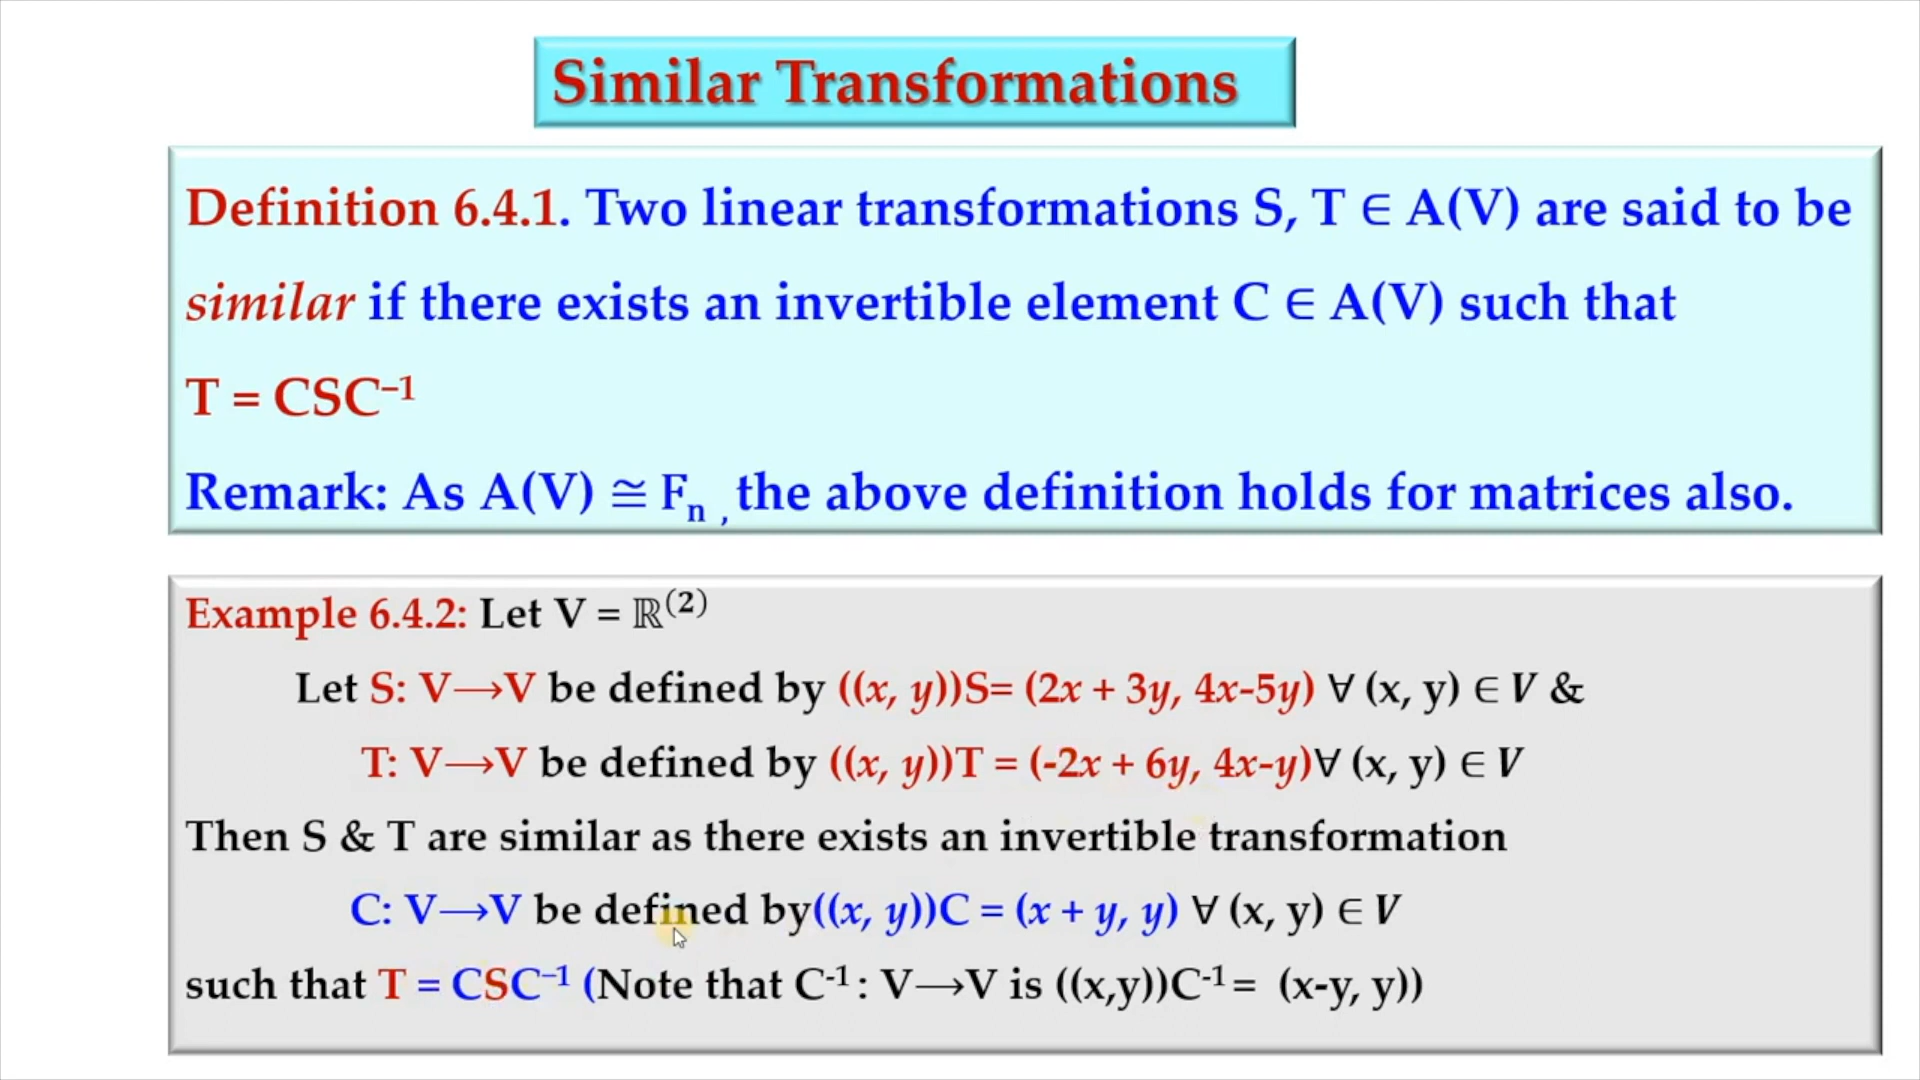 Similar Transformations
Definition 6.4.1. Two linear transformations S, T ∈ A(V) are said to be
similar if there exists an invertible element C ∈ A(V) such that
T = CSC⁻¹
Remark: As A(V) ≅ Fₙ , the above definition holds for matrices also.
Example 6.4.2: Let V = ℝ⁽²⁾
Let S: V⟶V be defined by ((x, y))S= (2x + 3y, 4x-5y) ∀ (x, y) ∈ V &
T: V⟶V be defined by ((x, y))T = (-2x + 6y, 4x-y)∀ (x, y) ∈ V
Then S & T are similar as there exists an invertible transformation
C: V⟶V be defined by((x, y))C = (x + y, y) ∀ (x, y) ∈ V
such that T = CSC⁻¹ (Note that C⁻¹ : V⟶V is ((x,y))C⁻¹ = (x-y, y))